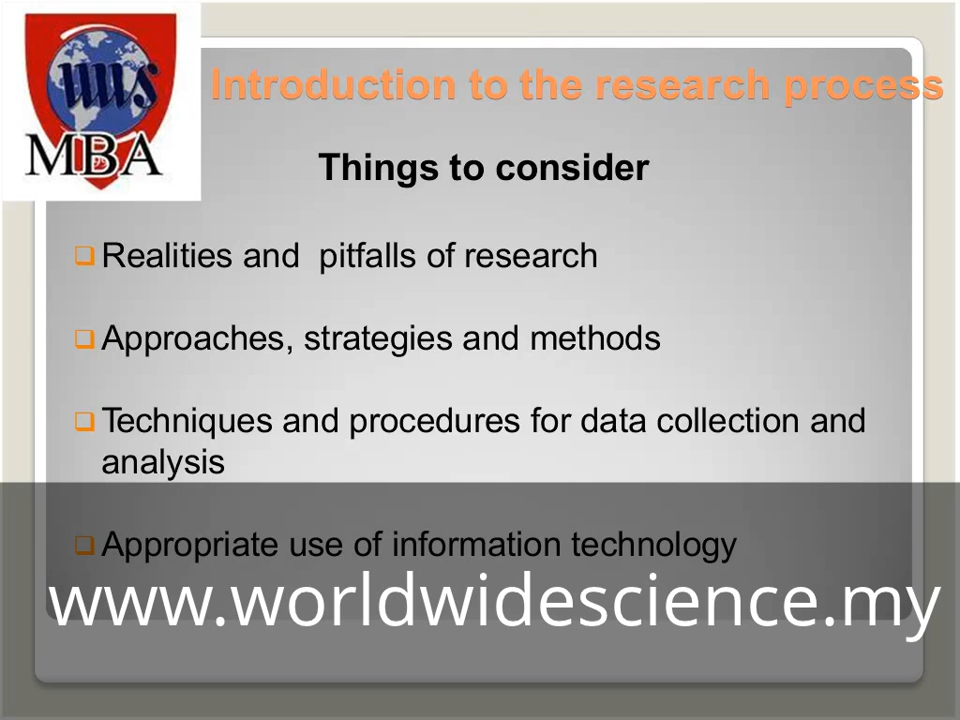 wws
MBA
Introduction to the research process
Things to consider
Realities and pitfalls of research
Approaches, strategies and methods
Techniques and procedures for data collection and
analysis
Appropriate use of information technology
www.worldwidescience.my